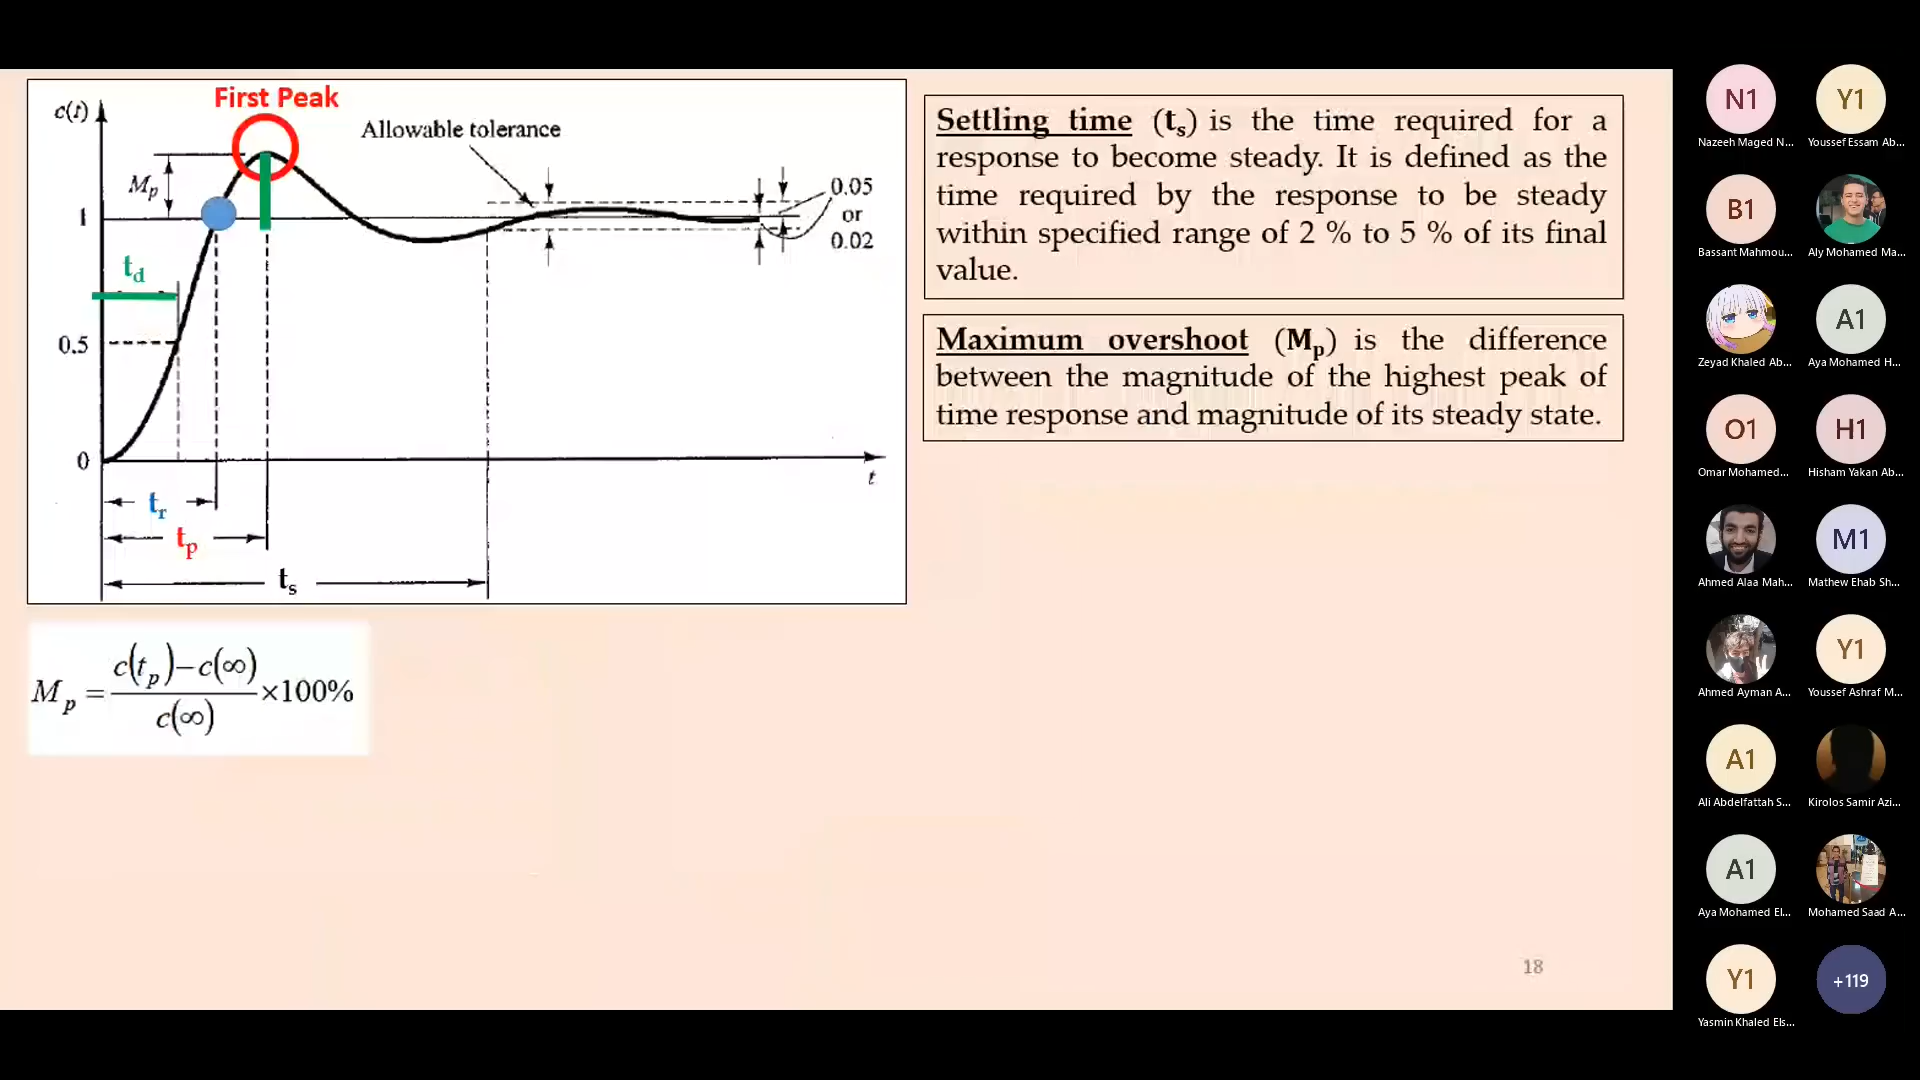 First Peak
c(t)
Allowable tolerance
Mp
0.05
or
0.02
1
td
0.5
0
t
tr
tp
ts
Mp = c(tp)−c(∞) / c(∞) ×100%
Settling time (ts) is the time required for a
response to become steady. It is defined as the
time required by the response to be steady
within specified range of 2 % to 5 % of its final
value.
Maximum overshoot (Mp) is the difference
between the magnitude of the highest peak of
time response and magnitude of its steady state.
18
N1
Y1
Nazeeh Maged N...
Youssef Essam Ab...
B1
Bassant Mahmou...
Aly Mohamed Ma...
A1
Zeyad Khaled Ab...
Aya Mohamed H...
O1
H1
Omar Mohamed...
Hisham Yakan Ab...
M1
Ahmed Alaa Mah...
Mathew Ehab Sh...
Y1
Ahmed Ayman A...
Youssef Ashraf M...
A1
Ali Abdelfattah S...
Kirolos Samir Azi...
A1
Aya Mohamed El...
Mohamed Saad A...
Y1
+119
Yasmin Khaled Els...